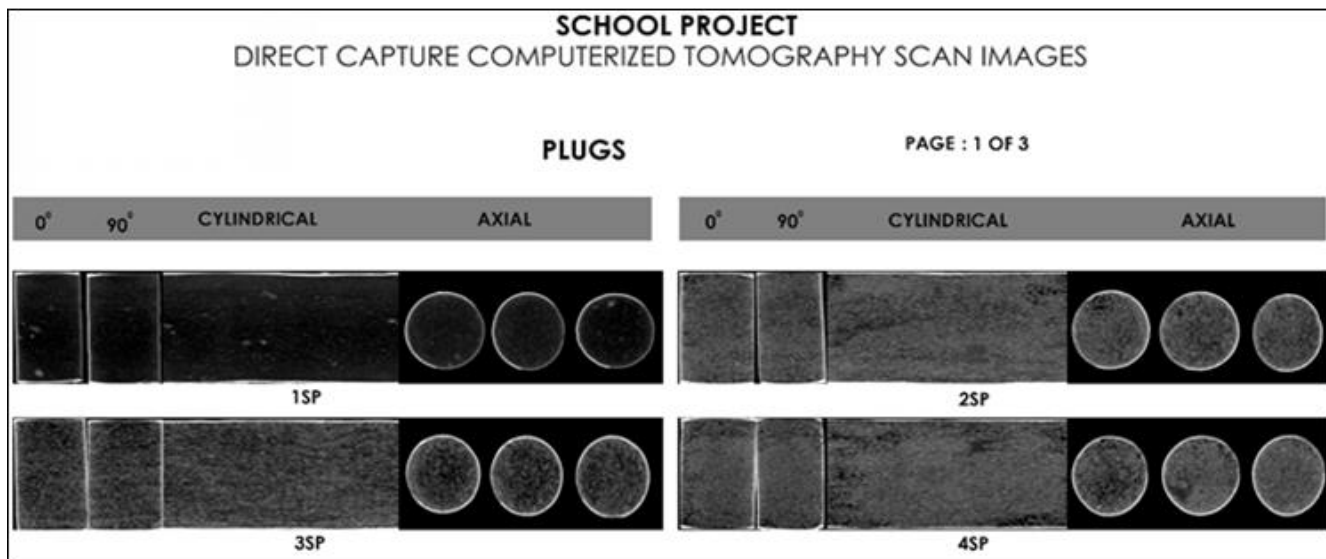 SCHOOL PROJECT
DIRECT CAPTURE COMPUTERIZED TOMOGRAPHY SCAN IMAGES
PLUGS
PAGE : 1 OF 3
0° 90° CYLINDRICAL AXIAL
0° 90° CYLINDRICAL AXIAL
1SP
2SP
3SP
4SP